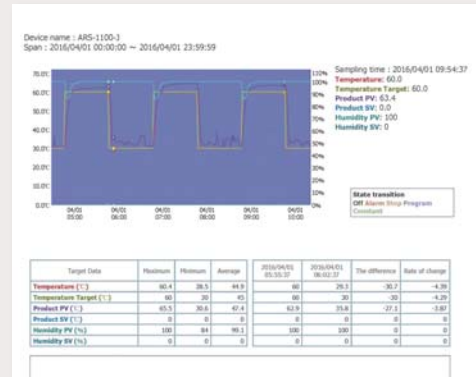 Device name : ARS-1100-J
Span : 2016/04/01 00:00:00 ～ 2016/04/01 23:59:59
Sampling time : 2016/04/01 09:54:37
Temperature: 60.0
Temperature Target: 60.0
Product PV: 63.4
Product SV: 0.0
Humidity PV: 100
Humidity SV: 0
70.0℃ 110%
60.0℃ 100%
90%
50.0℃ 80%
70%
40.0℃ 60%
30.0℃ 50%
40%
20.0℃ 30%
10.0℃ 20%
10%
0.0℃ 0%
04/01 05:00 04/01 06:00 04/01 07:00 04/01 08:00 04/01 09:00 04/01 10:00
State transition
Off Alarm Stop Program
Constant
Target Data Maximum Minimum Average 2016/04/01 05:55:37 2016/04/01 06:02:37 The difference Rate of change
Temperature (℃) 60.4 28.5 44.9 60 29.3 -30.7 -4.39
Temperature Target (℃) 60 30 45 60 30 -30 -4.29
Product PV (℃) 65.5 30.6 47.4 62.9 35.8 -27.1 -3.87
Product SV (℃) 0 0 0 0 0 0 0
Humidity PV (%) 100 84 99.1 100 100 0 0
Humidity SV (%) 0 0 0 0 0 0 0